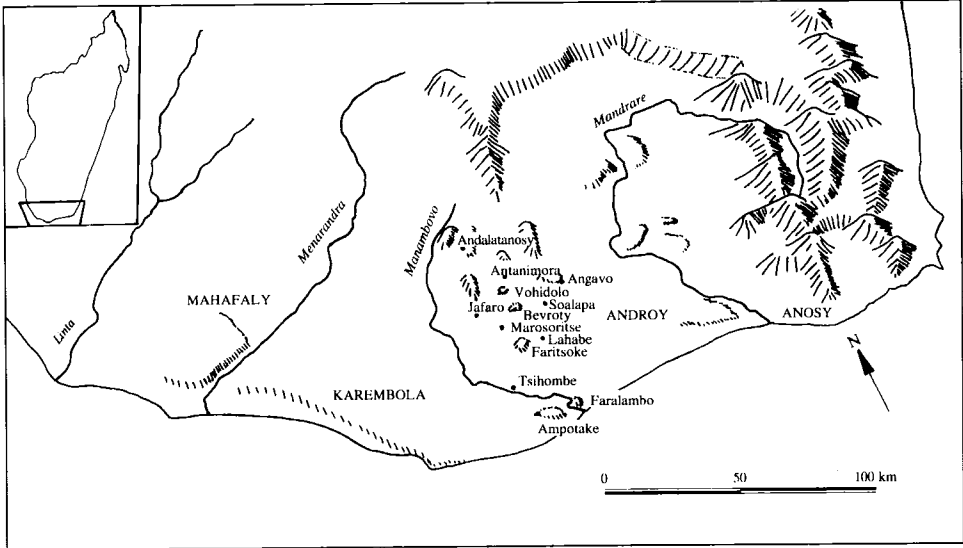 Mandrare
Menarandra
Manambovo
Andalatanosy
Antanimora
Angavo
Vohidolo
MAHAFALY
Jafaro
Soalapa
Bevroty
ANDROY
ANOSY
Linta
Marosoritse
Lahabe
Faritsoke
N
Tsihombe
KAREMBOLA
Faralambo
Ampotake
0 50 100 km